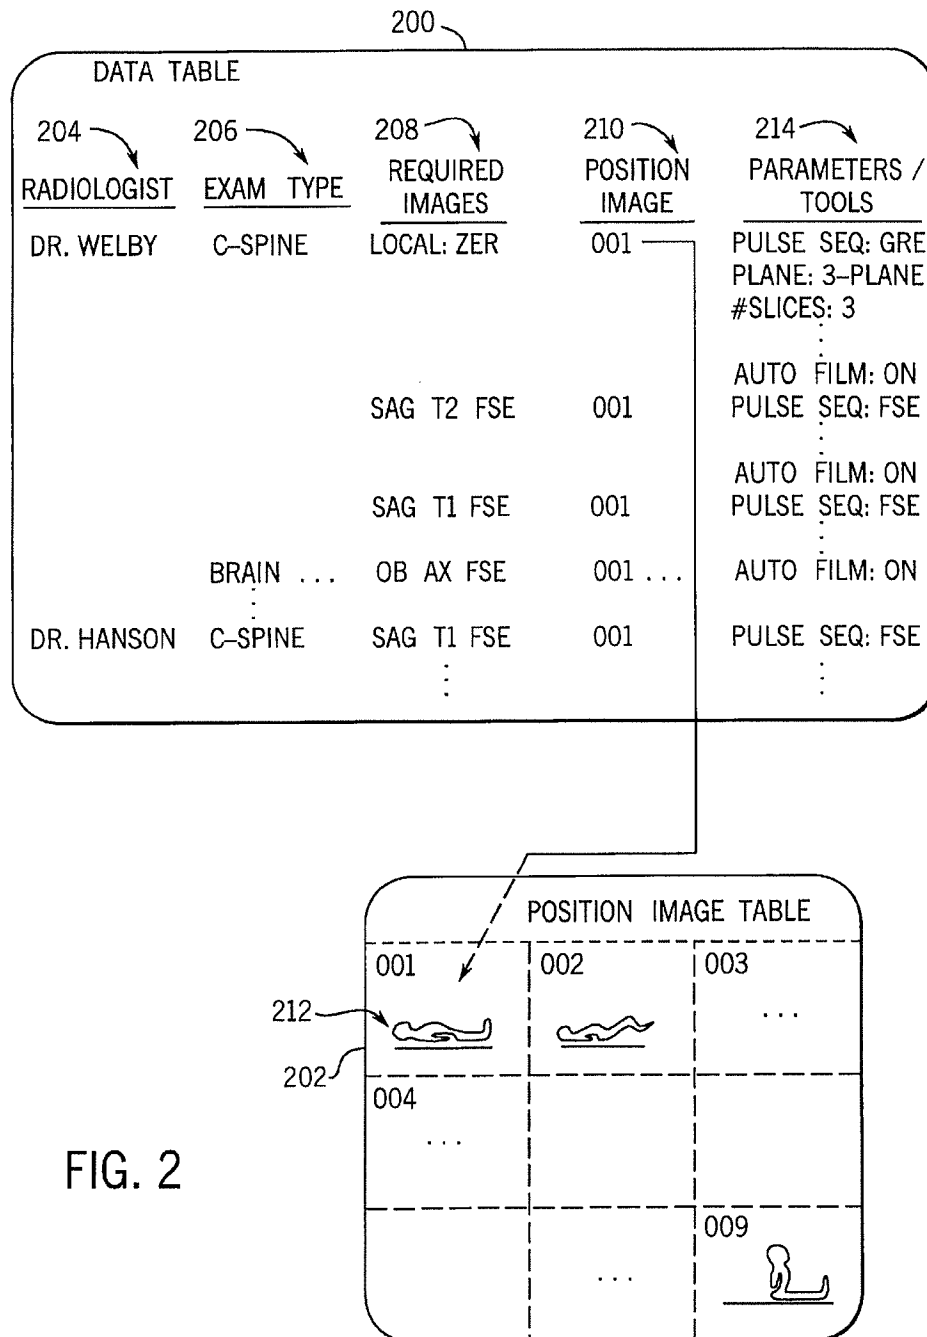 200
DATA TABLE
204 206 208 210 214
RADIOLOGIST EXAM TYPE REQUIRED IMAGES POSITION IMAGE PARAMETERS / TOOLS
DR. WELBY C-SPINE LOCAL: ZER 001 PULSE SEQ: GRE
PLANE: 3-PLANE
#SLICES: 3
AUTO FILM: ON
SAG T2 FSE 001 PULSE SEQ: FSE
AUTO FILM: ON
SAG T1 FSE 001 PULSE SEQ: FSE
BRAIN ... OB AX FSE 001 ... AUTO FILM: ON
DR. HANSON C-SPINE SAG T1 FSE 001 PULSE SEQ: FSE
POSITION IMAGE TABLE
001 002 003
...
212
202
004
...
009
...
FIG. 2